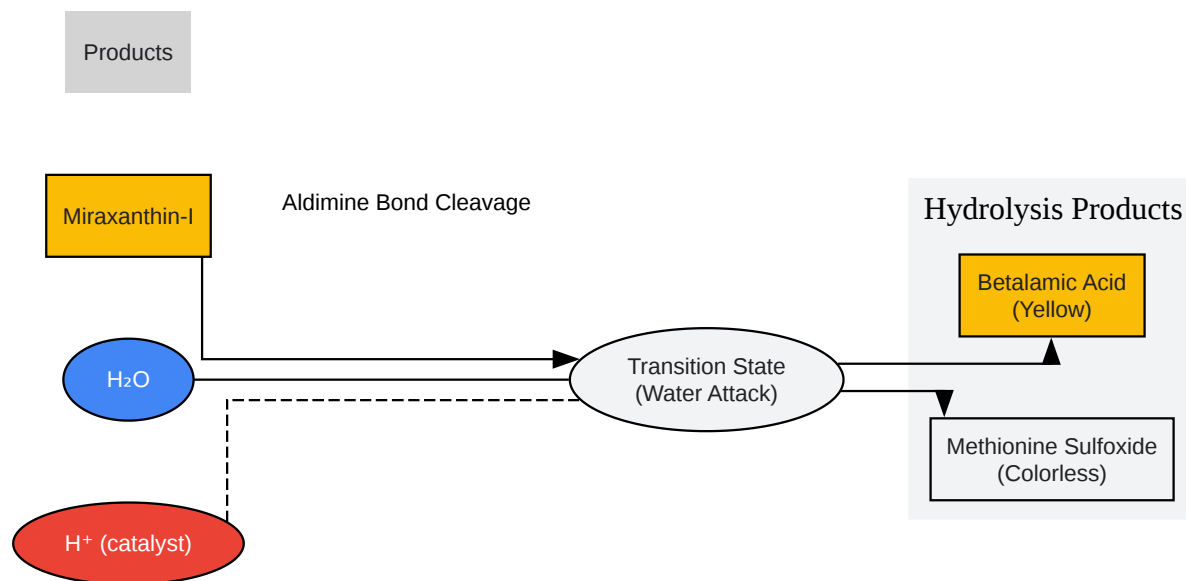 Products
Miraxanthin-I
Aldimine Bond Cleavage
Hydrolysis Products
Betalamic Acid
(Yellow)
H₂O
Transition State
(Water Attack)
Methionine Sulfoxide
(Colorless)
H⁺ (catalyst)